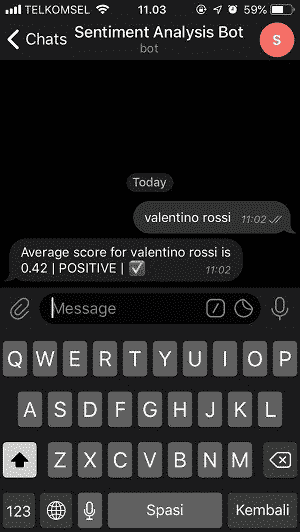 TELKOMSEL 11.03 59%
Chats Sentiment Analysis Bot
bot
S
Today
valentino rossi 11:02
Average score for valentino rossi is
0.42 | POSITIVE | ☑
11:02
Message
Q W E R T Y U I O P
A S D F G H J K L
Z X C V B N M
123 Spasi Kembali